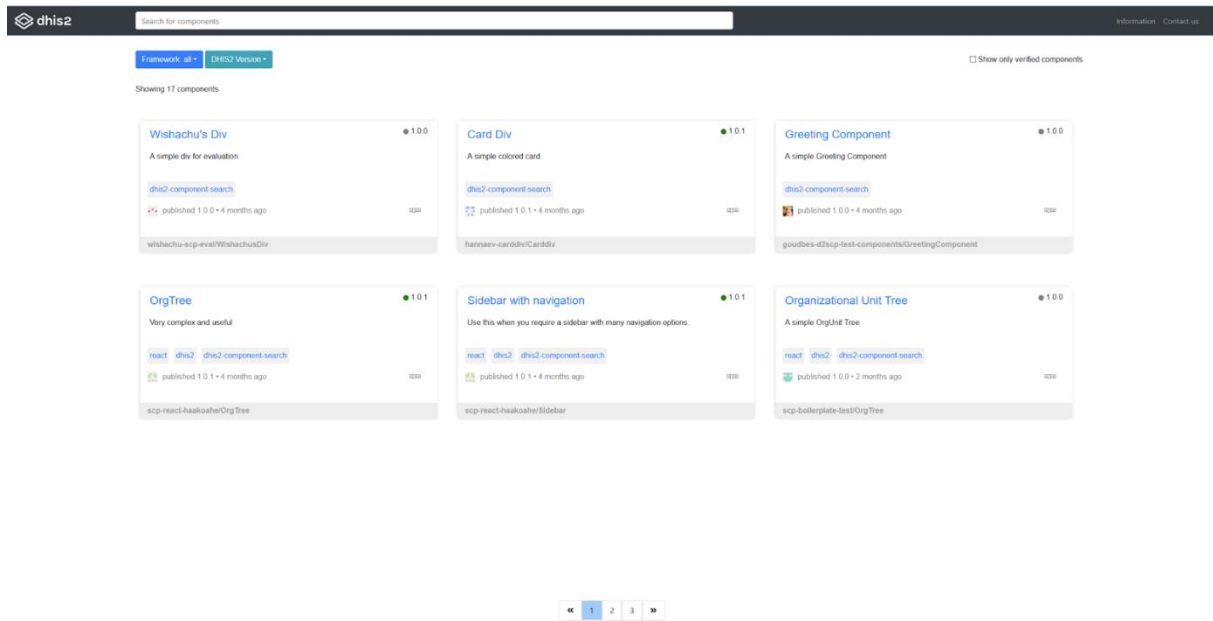 dhis2 Search for components Information Contact us
Framework: all DHIS2 Version Show only verified components
Showing 17 components
Wishachu's Div 1.0.0
A simple div for evaluation
dhis2-component-search
published 1.0.0 • 4 months ago
wishachu-scp-eval/WishachusDiv
Card Div 1.0.1
A simple colored card
dhis2-component-search
published 1.0.1 • 4 months ago
hannaev-carddiv/Carddiv
Greeting Component 1.0.0
A simple Greeting Component
dhis2-component-search
published 1.0.0 • 4 months ago
goudbes-d2scp-test-components/GreetingComponent
OrgTree 1.0.1
Very complex and useful
react dhis2 dhis2-component-search
published 1.0.1 • 4 months ago
scp-react-haakoahe/OrgTree
Sidebar with navigation 1.0.1
Use this when you require a sidebar with many navigation options.
react dhis2 dhis2-component-search
published 1.0.1 • 4 months ago
scp-react-haakoahe/Sidebar
Organizational Unit Tree 1.0.0
A simple OrgUnit Tree
react dhis2 dhis2-component-search
published 1.0.0 • 2 months ago
scp-boilerplate-test/OrgTree
« 1 2 3 »